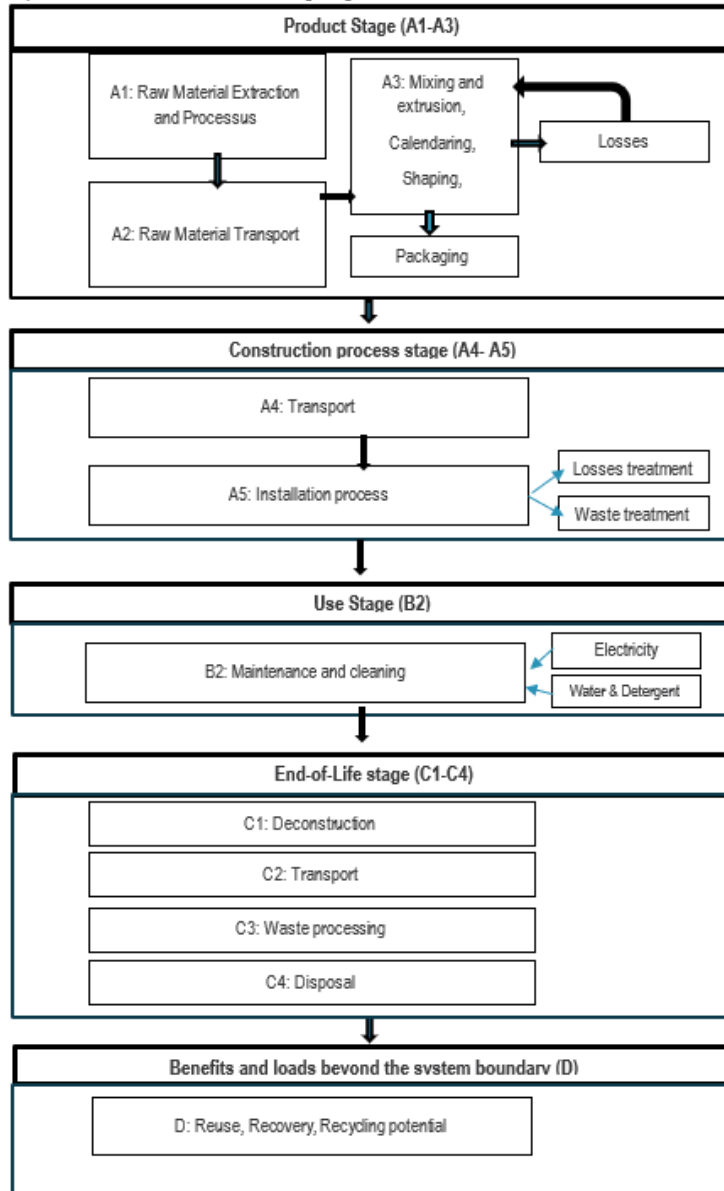 Product Stage (A1-A3)
A1: Raw Material Extraction
and Processus
A2: Raw Material Transport
A3: Mixing and
extrusion,
Calendaring,
Shaping,
Losses
Packaging
Construction process stage (A4- A5)
A4: Transport
A5: Installation process
Losses treatment
Waste treatment
Use Stage (B2)
B2: Maintenance and cleaning
Electricity
Water & Detergent
End-of-Life stage (C1-C4)
C1: Deconstruction
C2: Transport
C3: Waste processing
C4: Disposal
Benefits and loads beyond the system boundary (D)
D: Reuse, Recovery, Recycling potential